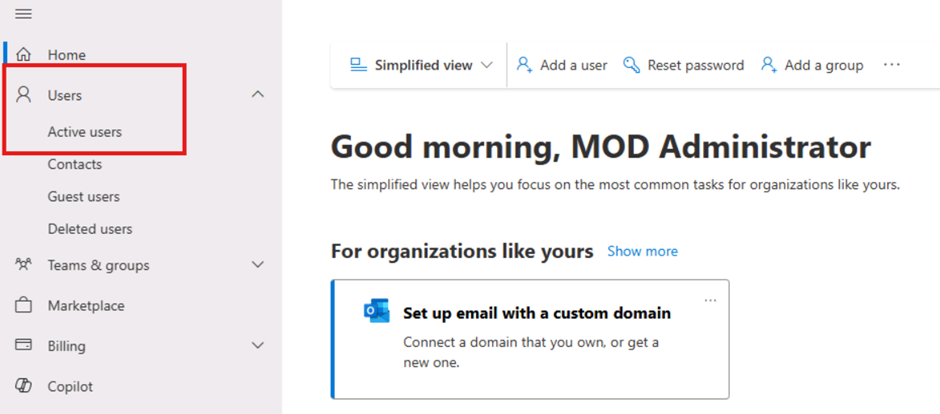 Home
Users
Active users
Contacts
Guest users
Deleted users
Teams & groups
Marketplace
Billing
Copilot
Simplified view
Add a user
Reset password
Add a group
Good morning, MOD Administrator
The simplified view helps you focus on the most common tasks for organizations like yours.
For organizations like yours
Show more
Set up email with a custom domain
Connect a domain that you own, or get a
new one.